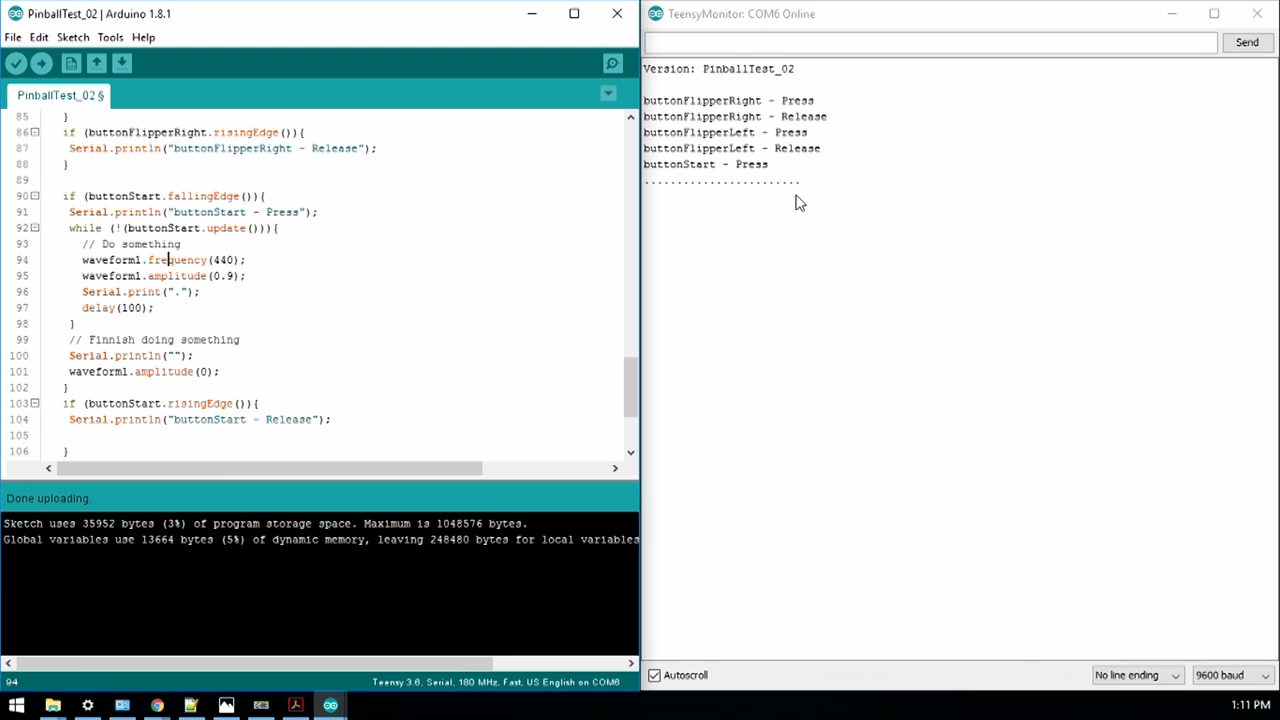 PinballTest_02 | Arduino 1.8.1
File Edit Sketch Tools Help
PinballTest_02 §
85 }
86 if (buttonFlipperRight.risingEdge()){
87 Serial.println("buttonFlipperRight - Release");
88 }
89
90 if (buttonStart.fallingEdge()){
91 Serial.println("buttonStart - Press");
92 while (!(buttonStart.update())){
93 // Do something
94 waveform1.frequency(440);
95 waveform1.amplitude(0.9);
96 Serial.print(".");
97 delay(100);
98 }
99 // Finnish doing something
100 Serial.println("");
101 waveform1.amplitude(0);
102 }
103 if (buttonStart.risingEdge()){
104 Serial.println("buttonStart - Release");
105
106 }
Done uploading.
Sketch uses 35952 bytes (3%) of program storage space. Maximum is 1048576 bytes.
Global variables use 13664 bytes (5%) of dynamic memory, leaving 248480 bytes for local variables
94 Teensy 3.6, Serial, 180 MHz, Fast, US English on COM6
TeensyMonitor: COM6 Online
Send
Version: PinballTest_02
buttonFlipperRight - Press
buttonFlipperRight - Release
buttonFlipperLeft - Press
buttonFlipperLeft - Release
buttonStart - Press
........................
Autoscroll No line ending 9600 baud
1:11 PM